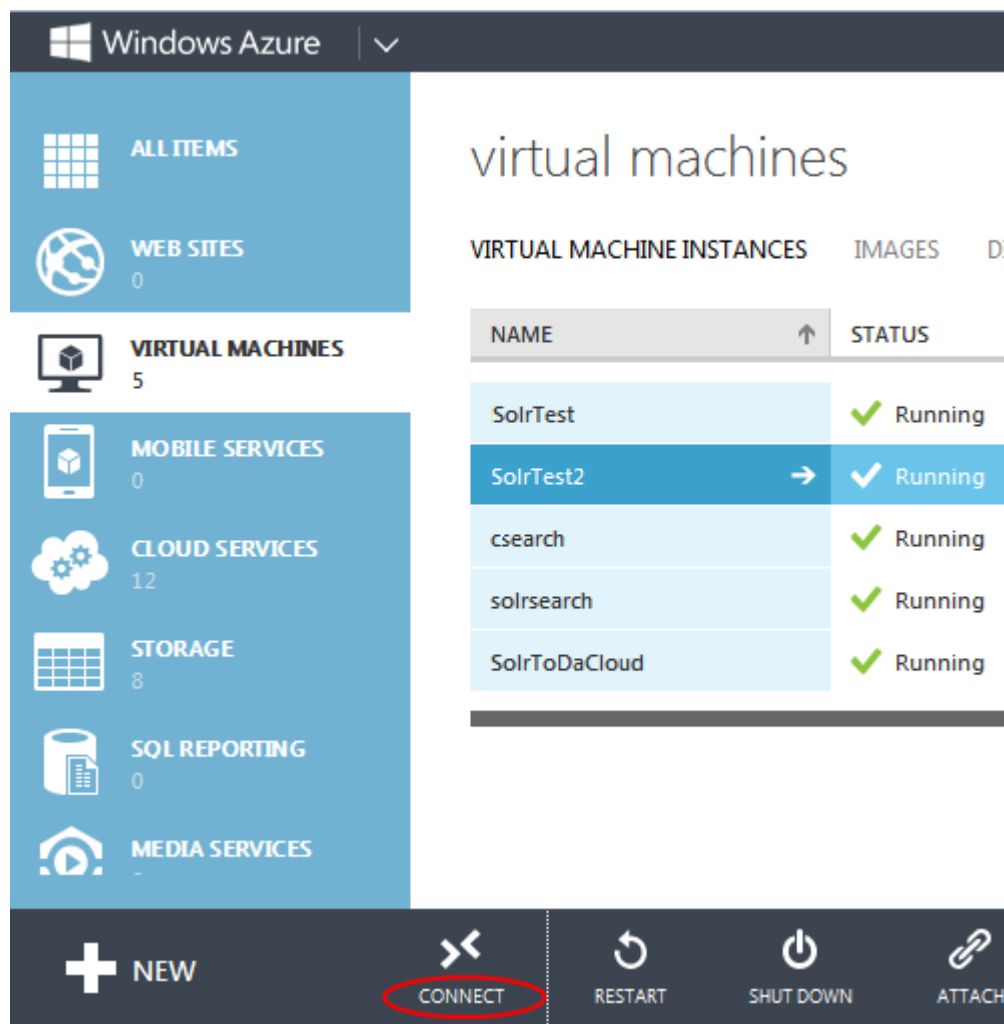 Windows Azure
ALL ITEMS
WEB SITES
0
VIRTUAL MACHINES
5
MOBILE SERVICES
0
CLOUD SERVICES
12
STORAGE
8
SQL REPORTING
0
MEDIA SERVICES
virtual machines
VIRTUAL MACHINE INSTANCES IMAGES
NAME STATUS
SolrTest Running
SolrTest2 Running
csearch Running
solrsearch Running
SolrToDaCloud Running
NEW CONNECT RESTART SHUT DOWN ATTACH